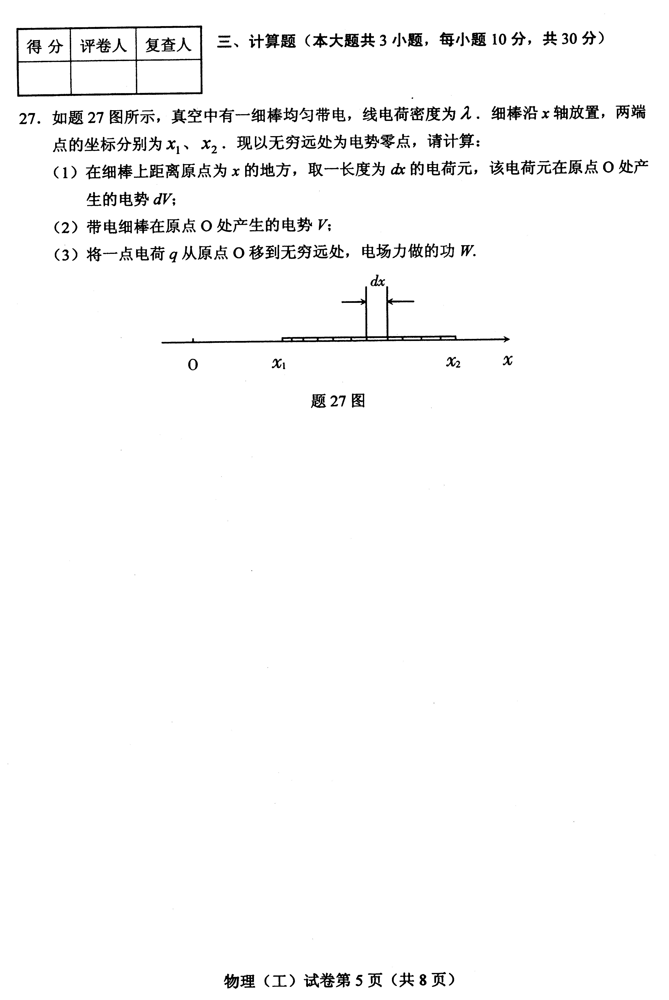 得 分 评卷人 复查人
三、计算题（本大题共 3 小题，每小题 10 分，共 30 分）
27．如题 27 图所示，真空中有一细棒均匀带电，线电荷密度为 λ．细棒沿 x 轴放置，两端
点的坐标分别为 x₁、x₂．现以无穷远处为电势零点，请计算：
（1）在细棒上距离原点为 x 的地方，取一长度为 dx 的电荷元，该电荷元在原点 O 处产
生的电势 dV；
（2）带电细棒在原点 O 处产生的电势 V；
（3）将一点电荷 q 从原点 O 移到无穷远处，电场力做的功 W.
dx
O x₁ x₂ x
题 27 图
物理（工）试卷第 5 页（共 8 页）